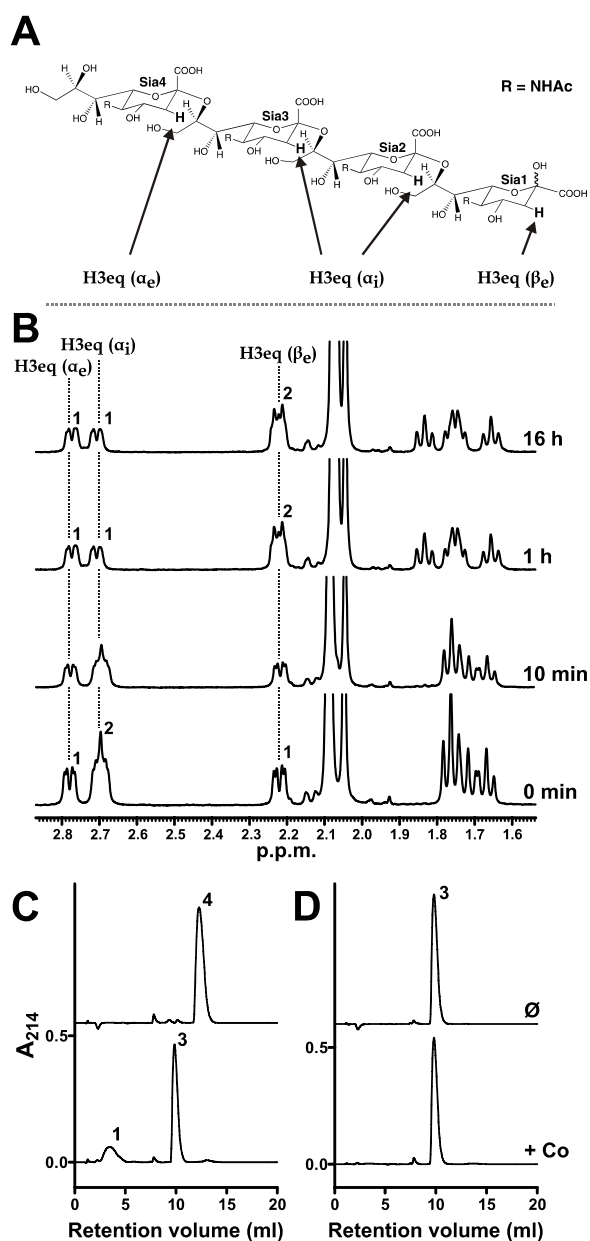 A
Sia4
Sia3
Sia2
Sia1
R = NHAc
H
OH
COOH
O
HO
R
H3eq (αe)
H3eq (αi)
H3eq (βe)
B
H3eq (αe)
H3eq (αi)
H3eq (βe)
1 1 2
16 h
1 1 2
1 h
10 min
1 2 1
0 min
2.8 2.7 2.6 2.5 2.4 2.3 2.2 2.1 2.0 1.9 1.8 1.7 1.6
p.p.m.
C
4
A214
0.5
3
1
0.0
0 5 10 15 20
Retention volume (ml)
D
3
Ø
0.5
+ Co
0.0
0 5 10 15 20
Retention volume (ml)